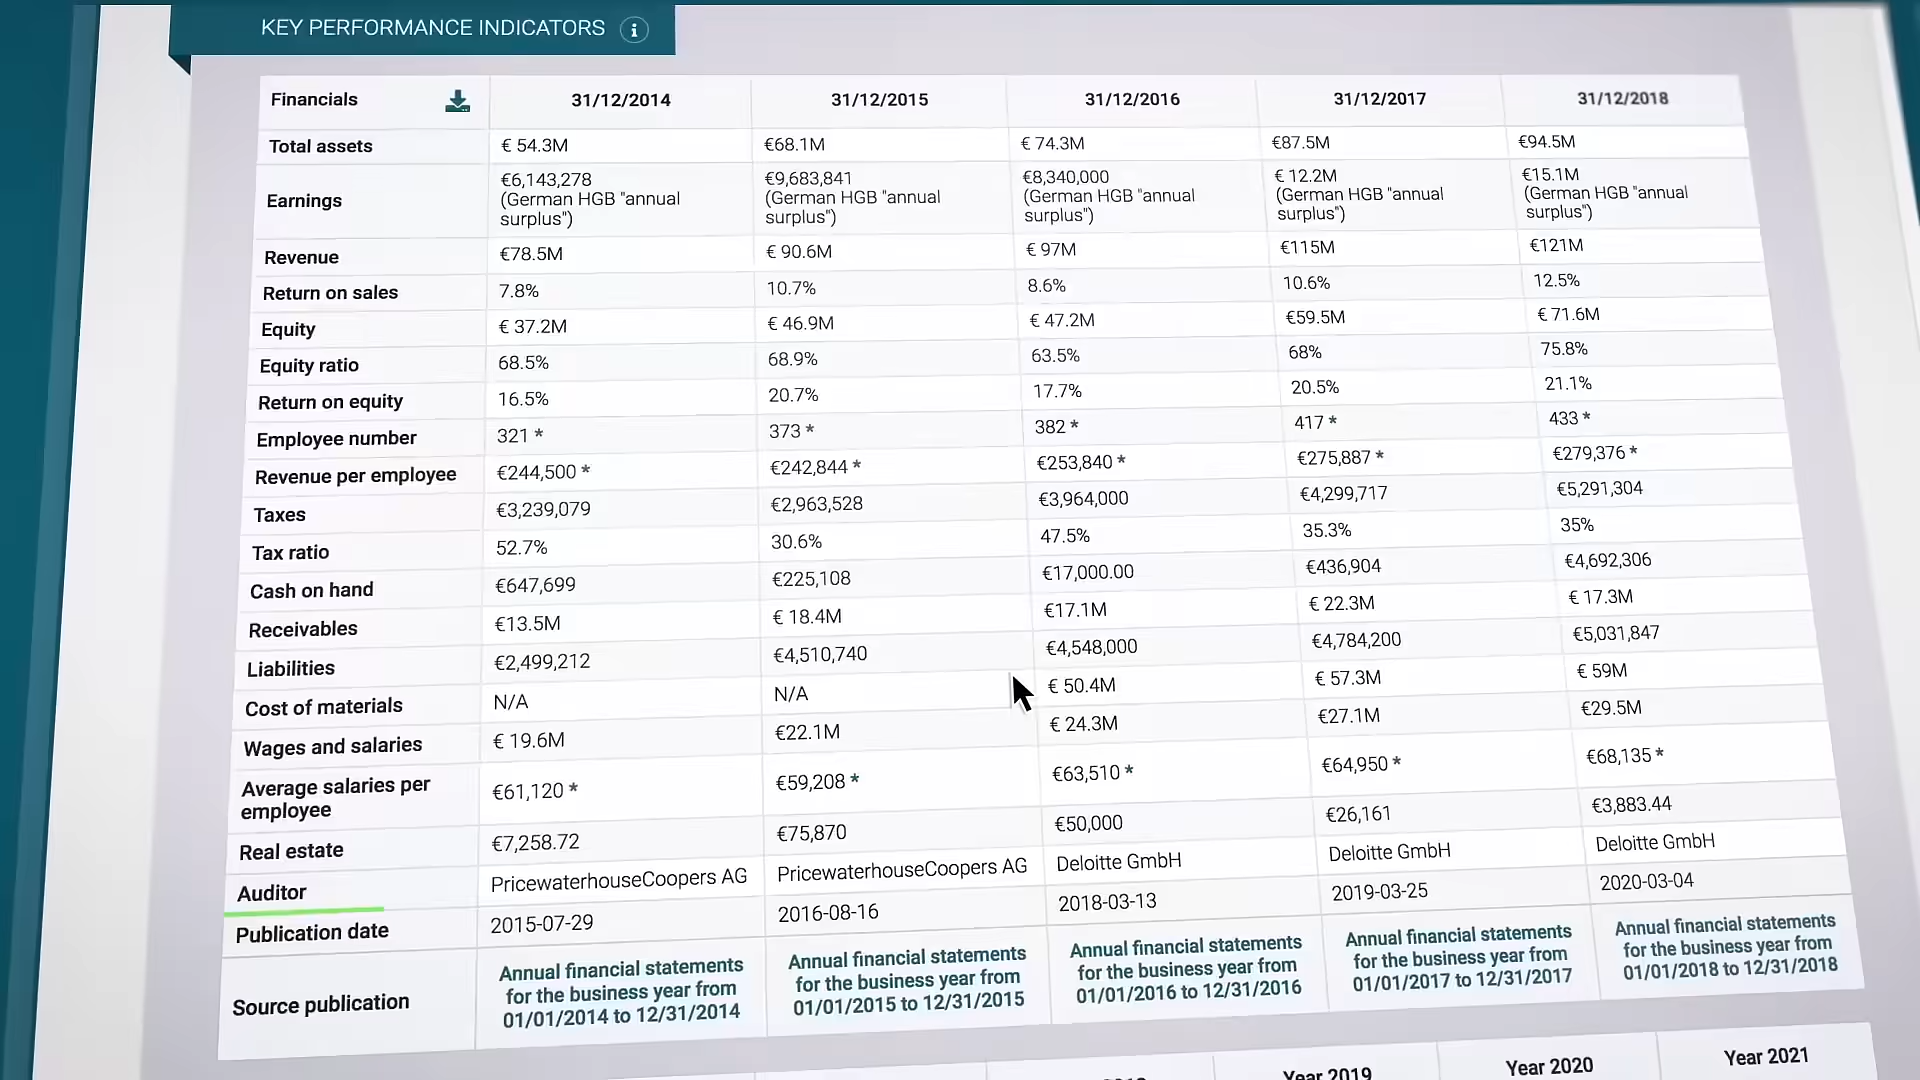 KEY PERFORMANCE INDICATORS i
Financials 31/12/2014 31/12/2015 31/12/2016 31/12/2017 31/12/2018
Total assets € 54.3M €68.1M € 74.3M €87.5M €94.5M
Earnings €6,143,278 €9,683,841 €8,340,000 € 12.2M €15.1M
(German HGB "annual (German HGB "annual (German HGB "annual (German HGB "annual (German HGB "annual
surplus") surplus") surplus") surplus") surplus")
Revenue €78.5M € 90.6M € 97M €115M €121M
Return on sales 7.8% 10.7% 8.6% 10.6% 12.5%
Equity € 37.2M € 46.9M € 47.2M €59.5M € 71.6M
Equity ratio 68.5% 68.9% 63.5% 68% 75.8%
Return on equity 16.5% 20.7% 17.7% 20.5% 21.1%
Employee number 321 * 373 * 382 * 417 * 433 *
Revenue per employee €244,500 * €242,844 * €253,840 * €275,887 * €279,376 *
Taxes €3,239,079 €2,963,528 €3,964,000 €4,299,717 €5,291,304
Tax ratio 52.7% 30.6% 47.5% 35.3% 35%
Cash on hand €647,699 €225,108 €17,000.00 €436,904 €4,692,306
Receivables €13.5M € 18.4M €17.1M € 22.3M € 17.3M
Liabilities €2,499,212 €4,510,740 €4,548,000 €4,784,200 €5,031,847
Cost of materials N/A N/A € 50.4M € 57.3M € 59M
Wages and salaries € 19.6M €22.1M € 24.3M €27.1M €29.5M
Average salaries per
employee €61,120 * €59,208 * €63,510 * €64,950 * €68,135 *
Real estate €7,258.72 €75,870 €50,000 €26,161 €3,883.44
Auditor PricewaterhouseCoopers AG PricewaterhouseCoopers AG Deloitte GmbH Deloitte GmbH Deloitte GmbH
Publication date 2015-07-29 2016-08-16 2018-03-13 2019-03-25 2020-03-04
Source publication Annual financial statements Annual financial statements Annual financial statements Annual financial statements Annual financial statements
for the business year from for the business year from for the business year from for the business year from for the business year from
01/01/2014 to 12/31/2014 01/01/2015 to 12/31/2015 01/01/2016 to 12/31/2016 01/01/2017 to 12/31/2017 01/01/2018 to 12/31/2018
Year 2019 Year 2020 Year 2021